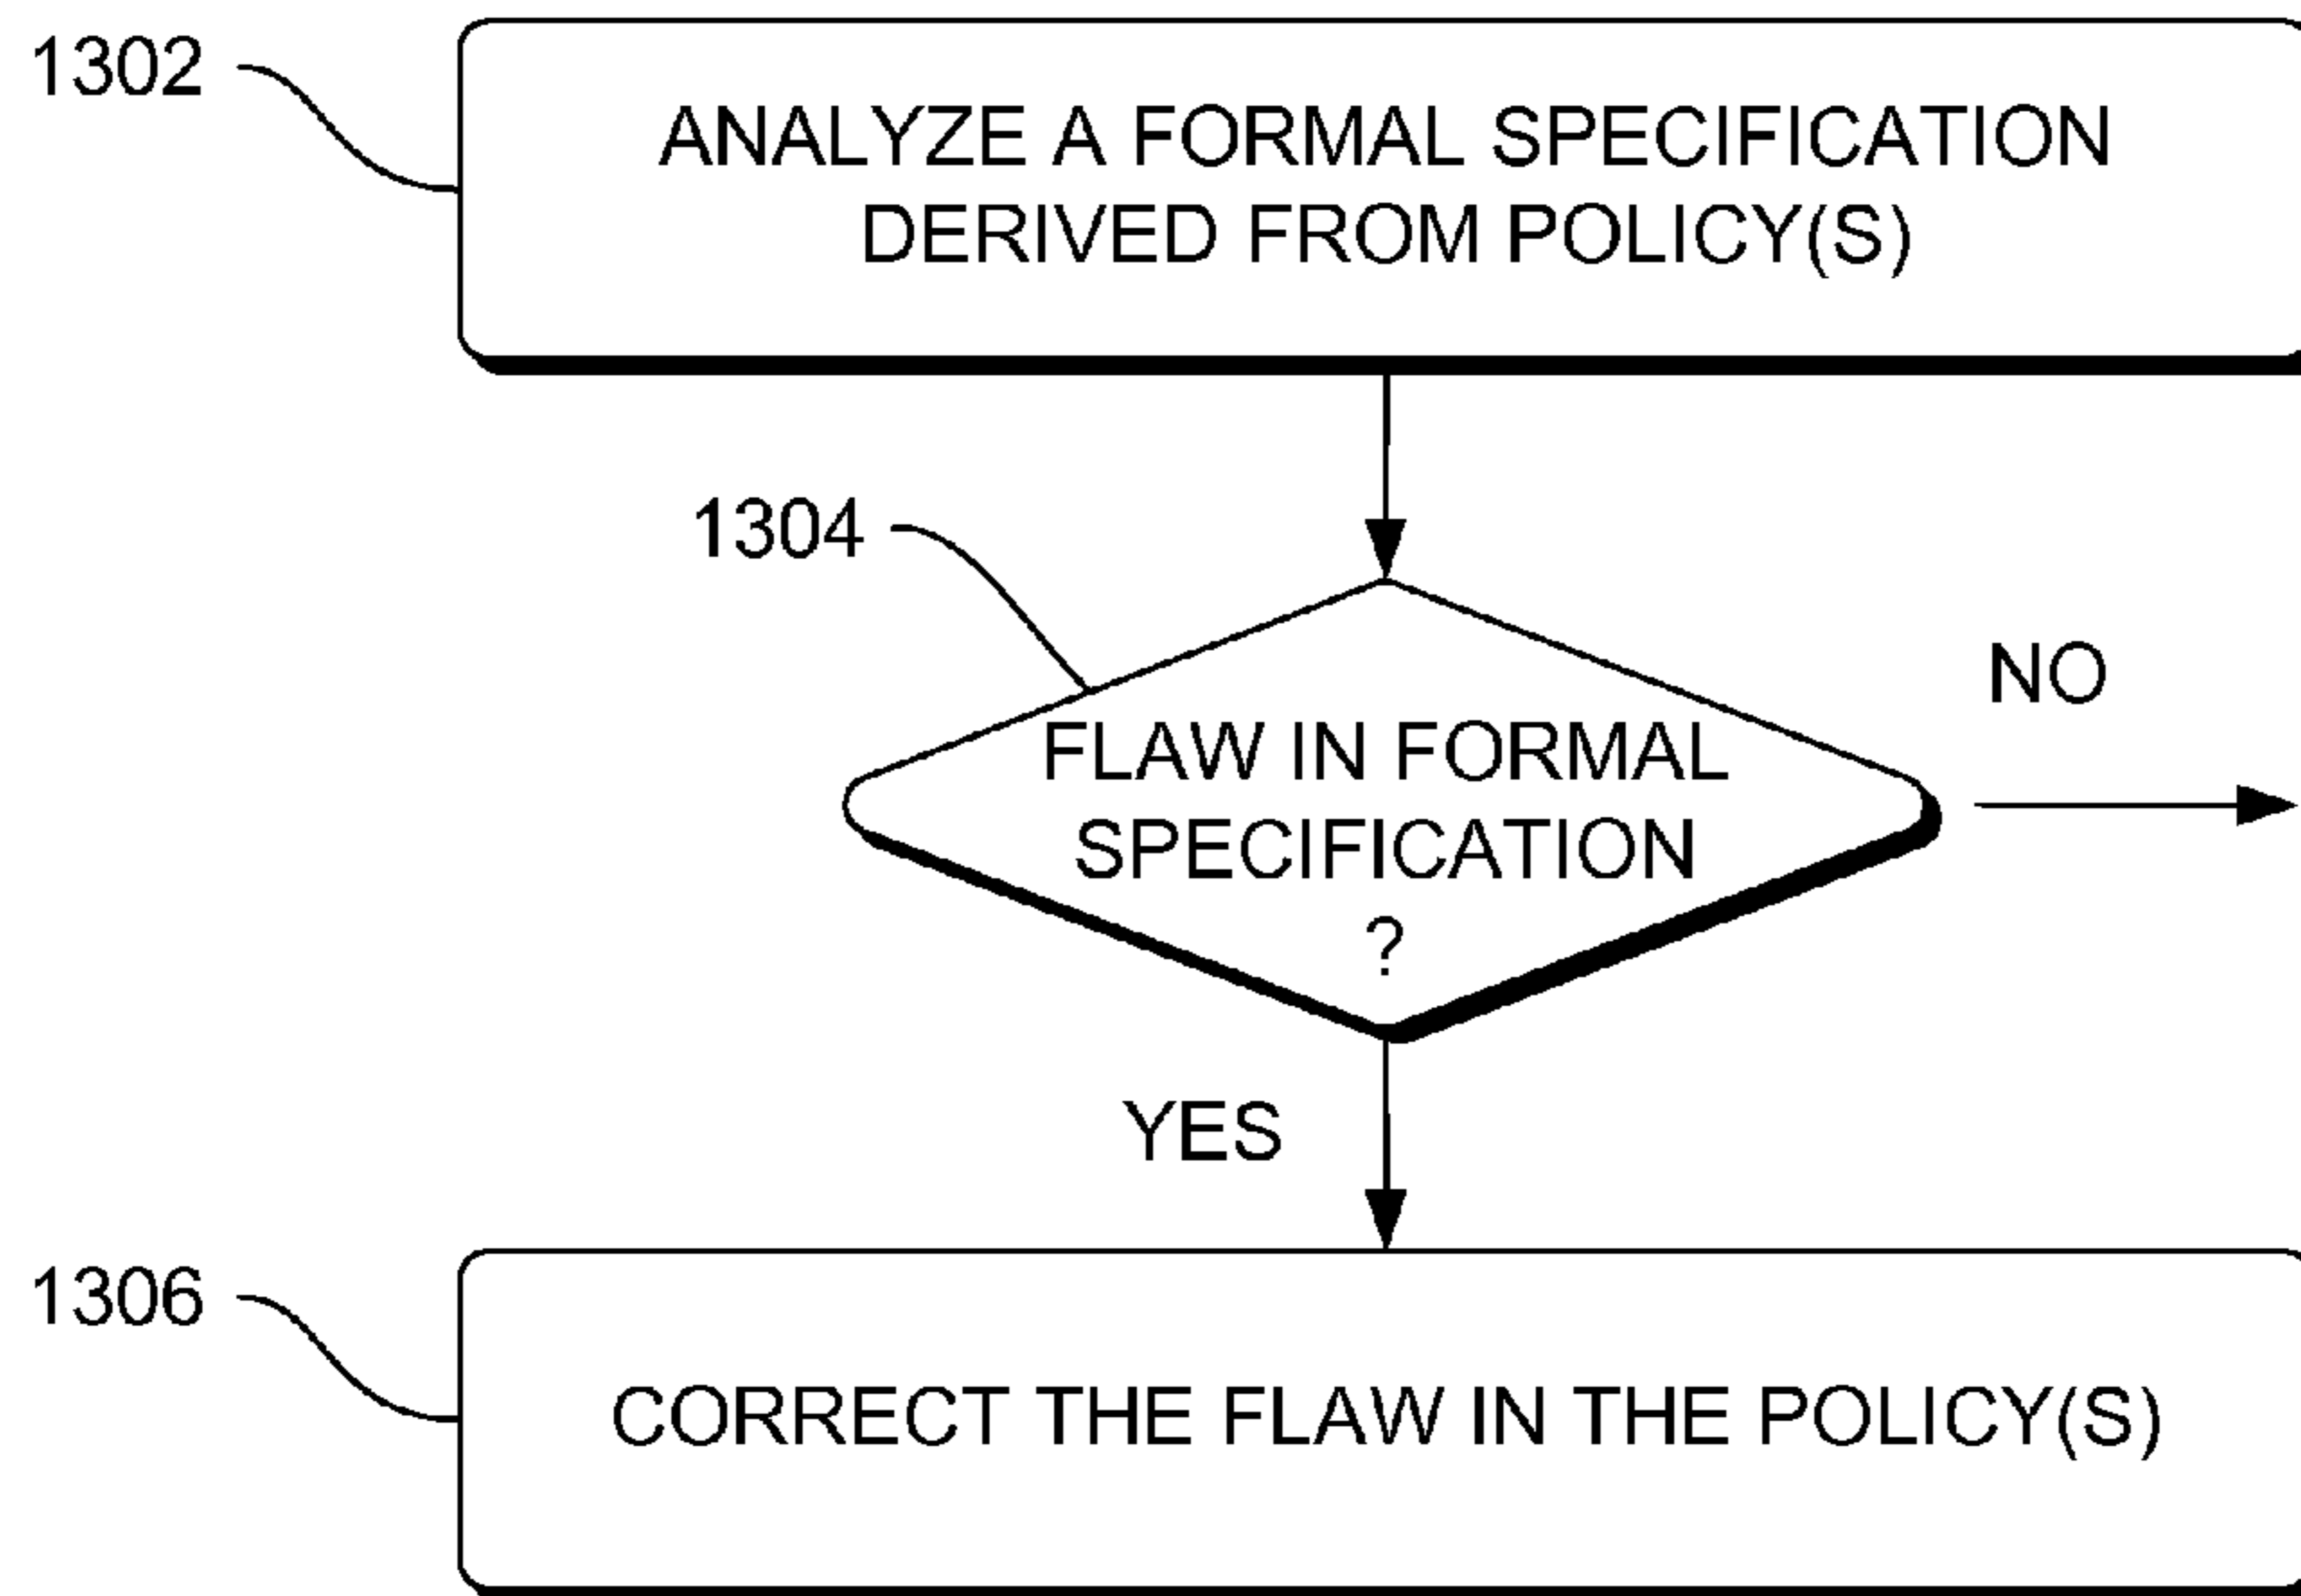 1302
ANALYZE A FORMAL SPECIFICATION
DERIVED FROM POLICY(S)
1304
NO
FLAW IN FORMAL
SPECIFICATION
?
YES
1306
CORRECT THE FLAW IN THE POLICY(S)